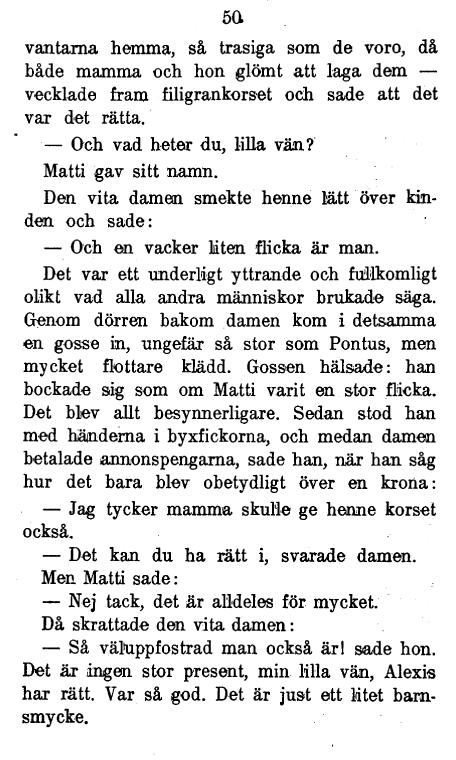 50
vantarna hemma, så trasiga som de voro, då
både mamma och hon glömt att laga dem —
vecklade fram filigrankorset och sade att det
var det rätta.
— Och vad heter du, lilla vän?
Matti gav sitt namn.
Den vita damen smekte henne lätt över kin-
den och sade:
— Och en vacker liten flicka är man.
Det var ett underligt yttrande och fullkomligt
olikt vad alla andra människor brukade säga.
Genom dörren bakom damen kom i detsamma
en gosse in, ungefär så stor som Pontus, men
mycket flottare klädd. Gossen hälsade: han
bockade sig som om Matti varit en stor flicka.
Det blev allt besynnerligare. Sedan stod han
med händerna i byxfickorna, och medan damen
betalade annonspengarna, sade han, när han såg
hur det bara blev obetydligt över en krona:
— Jag tycker mamma skulle ge henne korset
också.
— Det kan du ha rätt i, svarade damen.
Men Matti sade:
— Nej tack, det är alldeles för mycket.
Då skrattade den vita damen:
— Så väluppfostrad man också är! sade hon.
Det är ingen stor present, min lilla vän, Alexis
har rätt. Var så god. Det är just ett litet barn-
smycke.